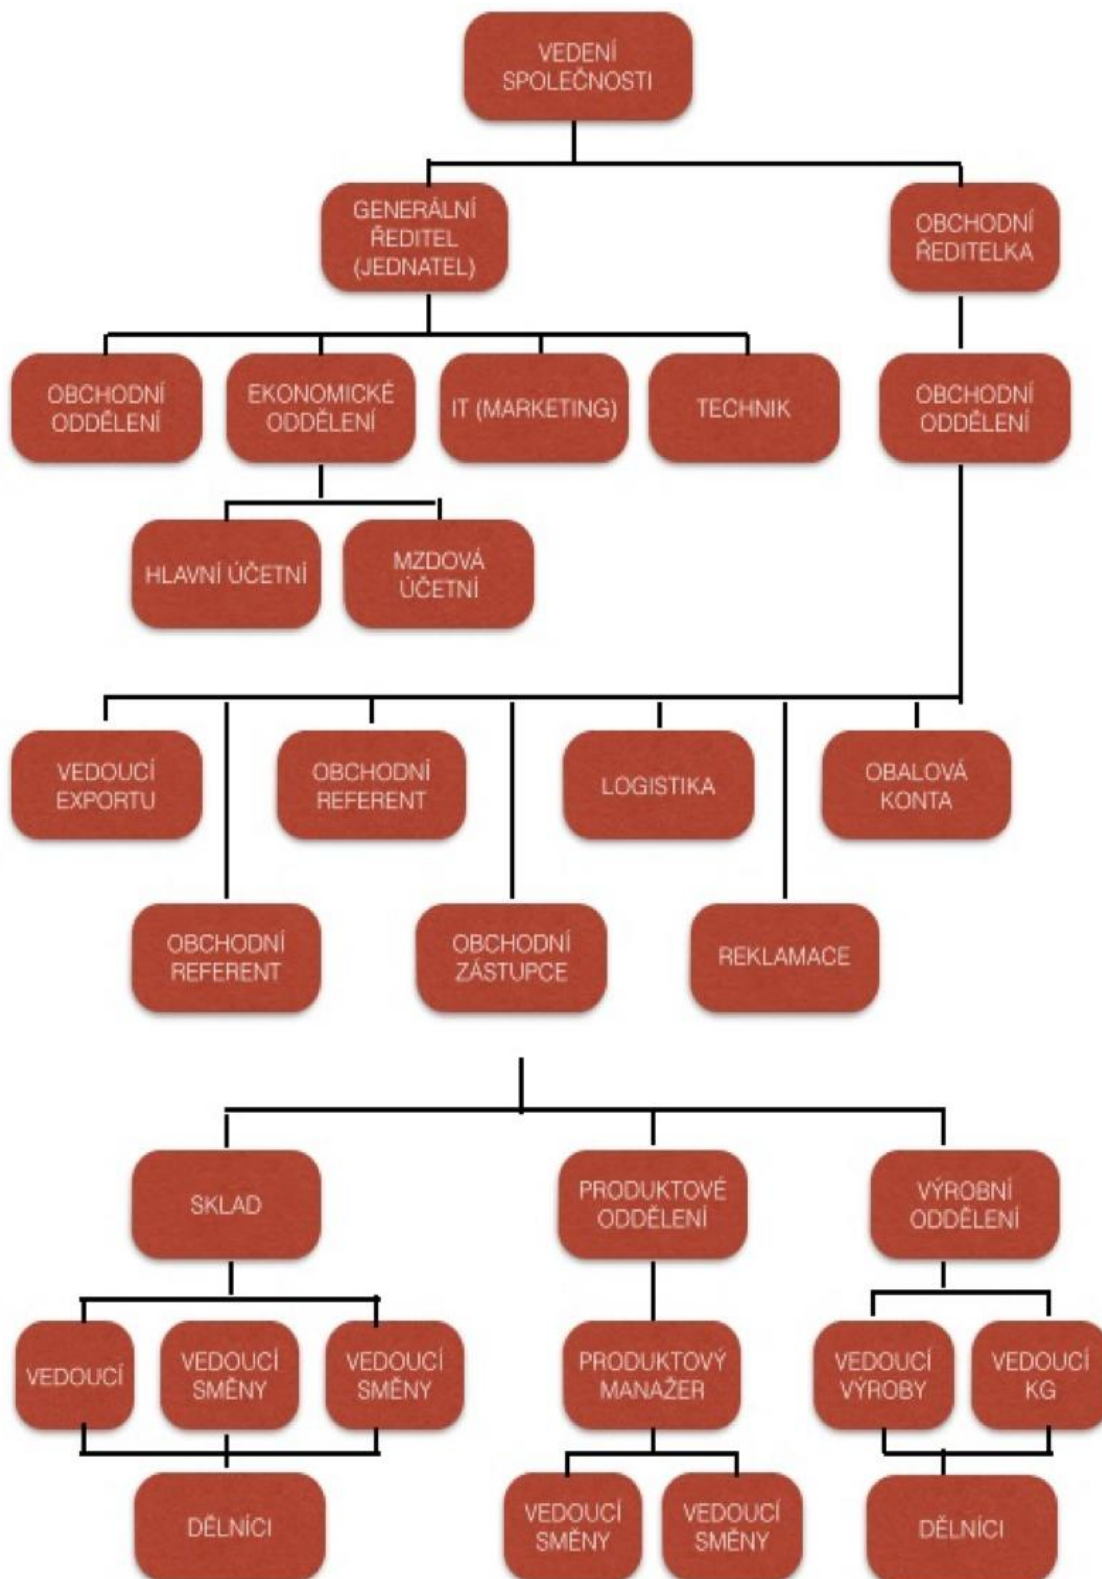 VEDENÍ
SPOLEČNOSTI
GENERÁLNÍ
ŘEDITEL
(JEDNATEL)
OBCHODNÍ
ŘEDITELKA
OBCHODNÍ
ODDĚLENÍ
EKONOMICKÉ
ODDĚLENÍ
IT (MARKETING)
TECHNIK
OBCHODNÍ
ODDĚLENÍ
HLAVNÍ ÚČETNÍ
MZDOVÁ
ÚČETNÍ
VEDOUCÍ
EXPORTU
OBCHODNÍ
REFERENT
LOGISTIKA
OBALOVÁ
KONTA
OBCHODNÍ
REFERENT
OBCHODNÍ
ZÁSTUPCE
REKLAMACE
SKLAD
PRODUKTOVÉ
ODDĚLENÍ
VÝROBNÍ
ODDĚLENÍ
VEDOUCÍ
VEDOUCÍ
SMĚNY
VEDOUCÍ
SMĚNY
PRODUKTOVÝ
MANAŽER
VEDOUCÍ
VÝROBY
VEDOUCÍ
KG
DĚLNÍCI
VEDOUCÍ
SMĚNY
VEDOUCÍ
SMĚNY
DĚLNÍCI